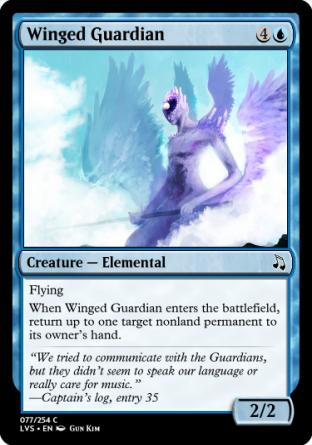 Winged Guardian 4
Creature — Elemental
Flying
When Winged Guardian enters the battlefield,
return up to one target nonland permanent to
its owner's hand.
“We tried to communicate with the Guardians,
but they didn't seem to speak our language or
really care for music.”
—Captain's log, entry 35
2/2
077/254 C
LVS • EN Gun Kim